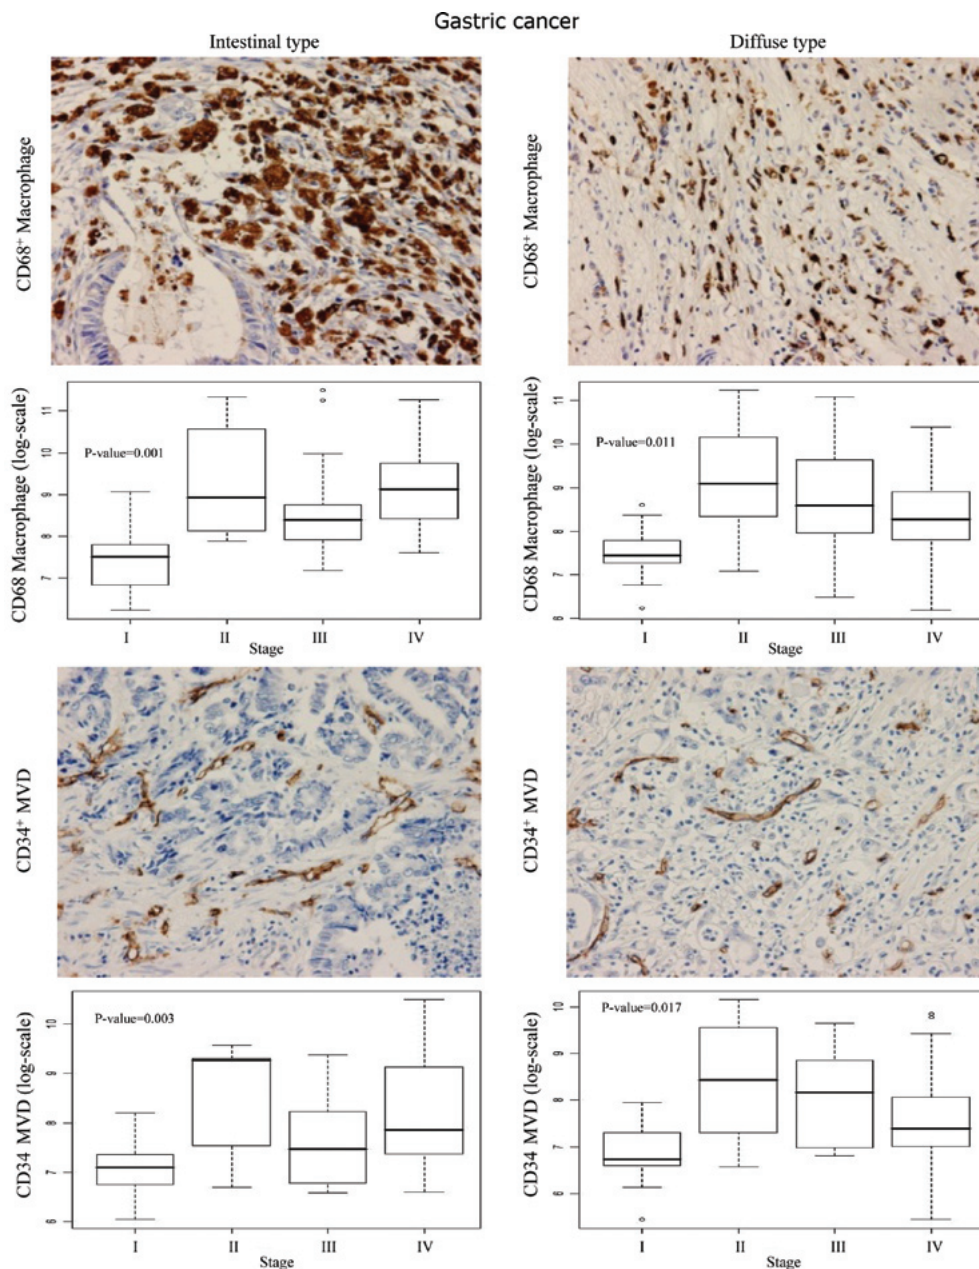 Gastric cancer
Intestinal type
Diffuse type
CD68+ Macrophage
CD68+ Macrophage
CD68 Macrophage (log-scale)
11
10
9
8
7
P-value=0.001
I
II
III
IV
Stage
CD68 Macrophage (log-scale)
11
10
9
8
7
6
P-value=0.011
I
II
III
IV
Stage
CD34+ MVD
CD34+ MVD
CD34 MVD (log-scale)
10
9
8
7
6
P-value=0.003
I
II
III
IV
Stage
CD34 MVD (log-scale)
10
9
8
7
6
P-value=0.017
I
II
III
IV
Stage